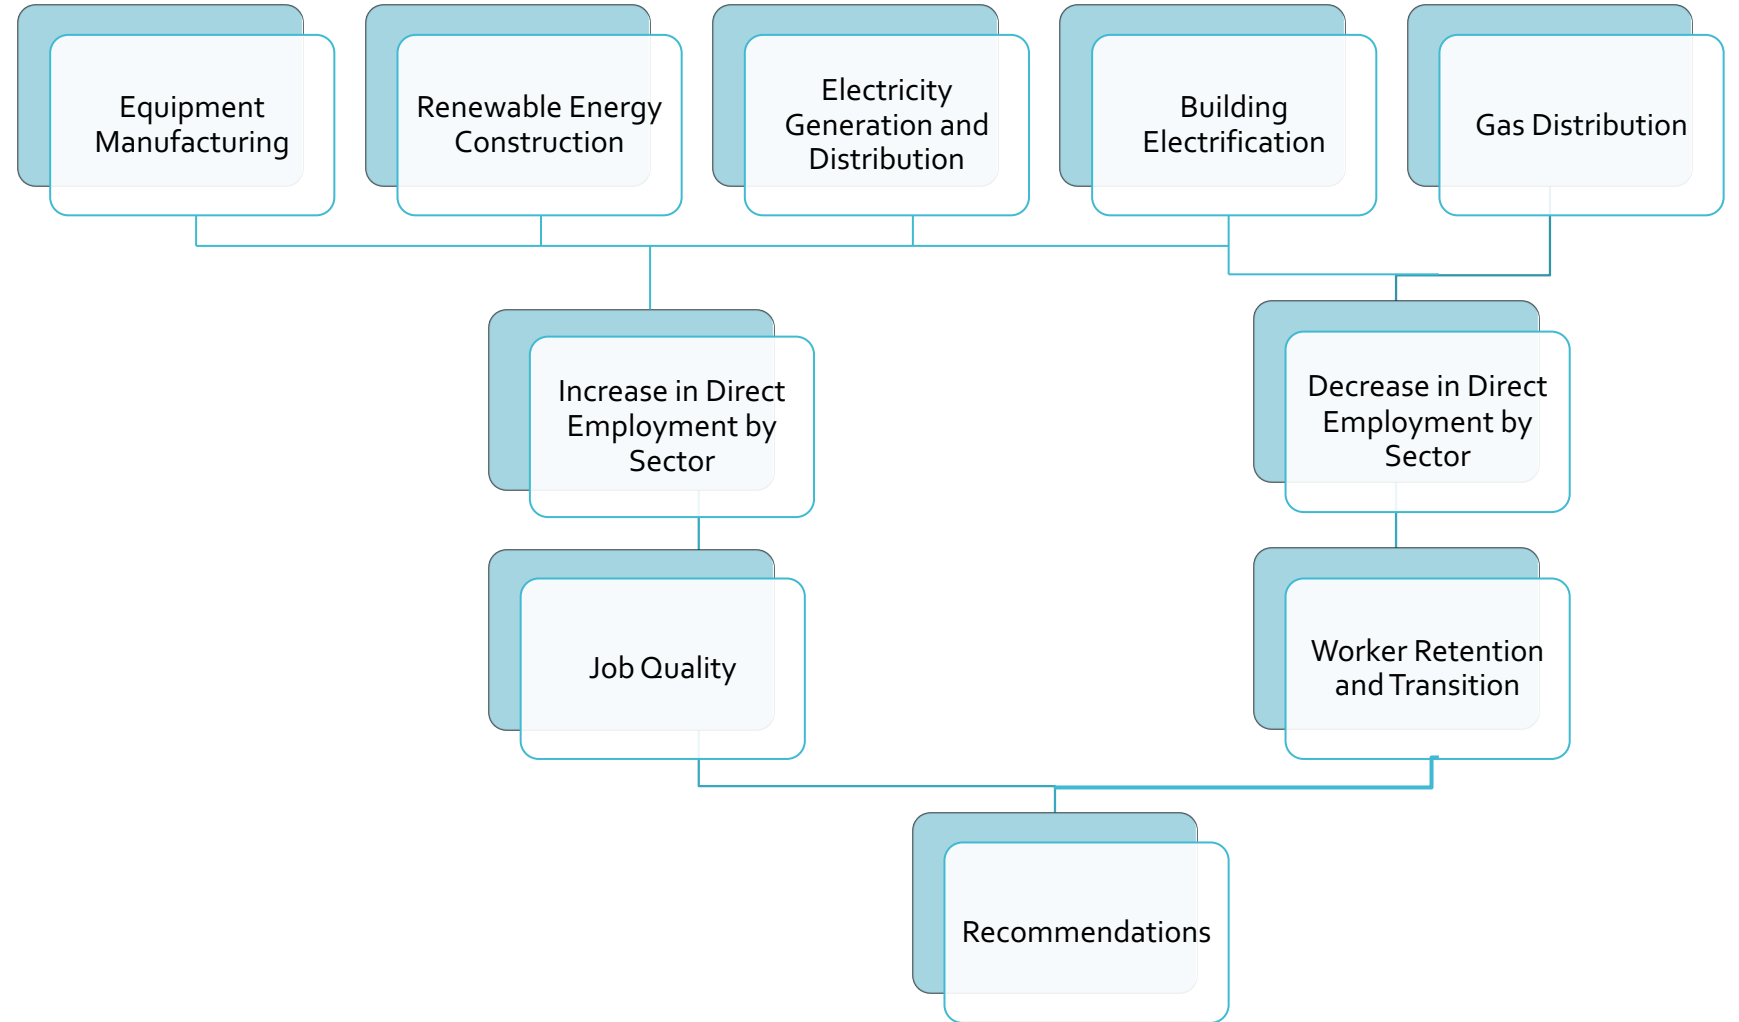 Equipment
Manufacturing
Renewable Energy
Construction
Electricity
Generation and
Distribution
Building
Electrification
Gas Distribution
Increase in Direct
Employment by
Sector
Decrease in Direct
Employment by
Sector
Job Quality
Worker Retention
and Transition
Recommendations